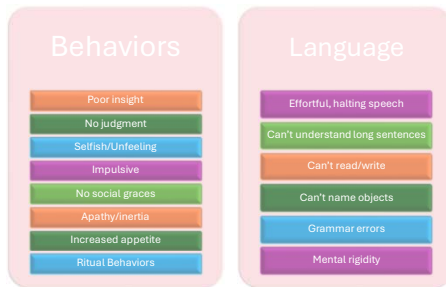 Behaviors
Poor insight
No judgment
Selfish/Unfeeling
Impulsive
No social graces
Apathy/inertia
Increased appetite
Ritual Behaviors
Language
Effortful, halting speech
Can't understand long sentences
Can't read/write
Can't name objects
Grammar errors
Mental rigidity